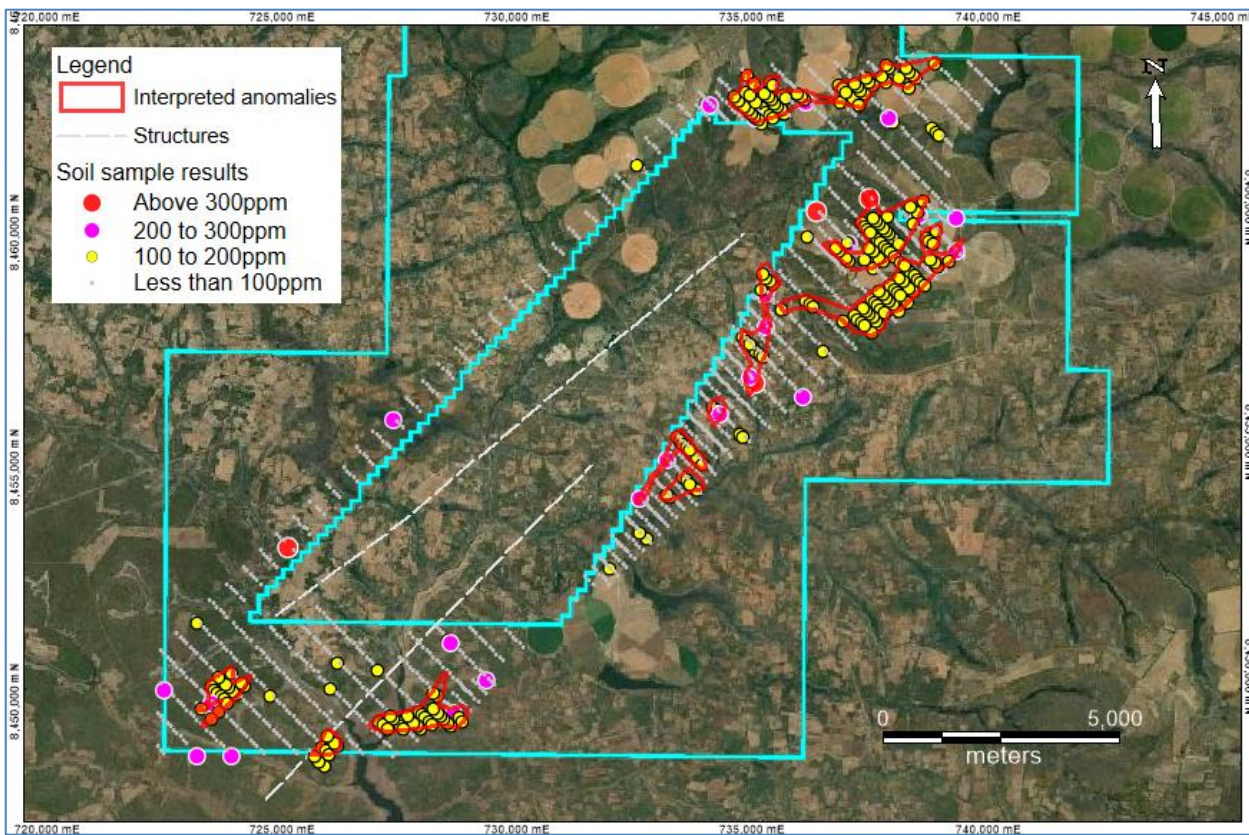 8,46
720,000 mE
725,000 mE
730,000 mE
735,000 mE
740,000 mE
745,000 mE
Legend
Interpreted anomalies
Structures
Soil sample results
Above 300ppm
200 to 300ppm
100 to 200ppm
Less than 100ppm
N
8,460,000 m N
8,455,000 m N
8,450,000 m N
0
5,000
meters
720,000 mE
725,000 mE
730,000 mE
735,000 mE
740,000 mE